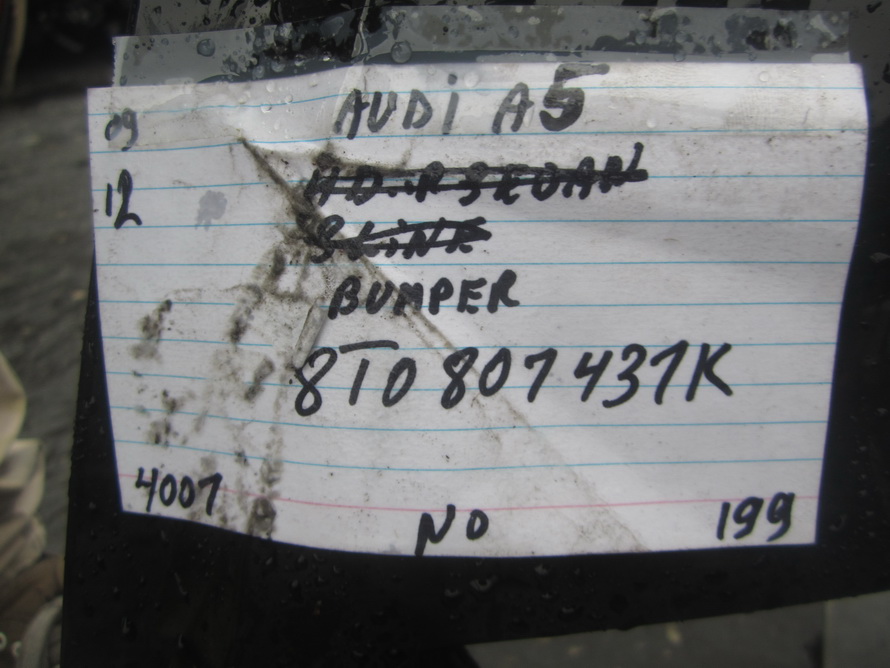 09 AUDI A5
12
BUMPER
8T0 807 437K
4007 NO 199